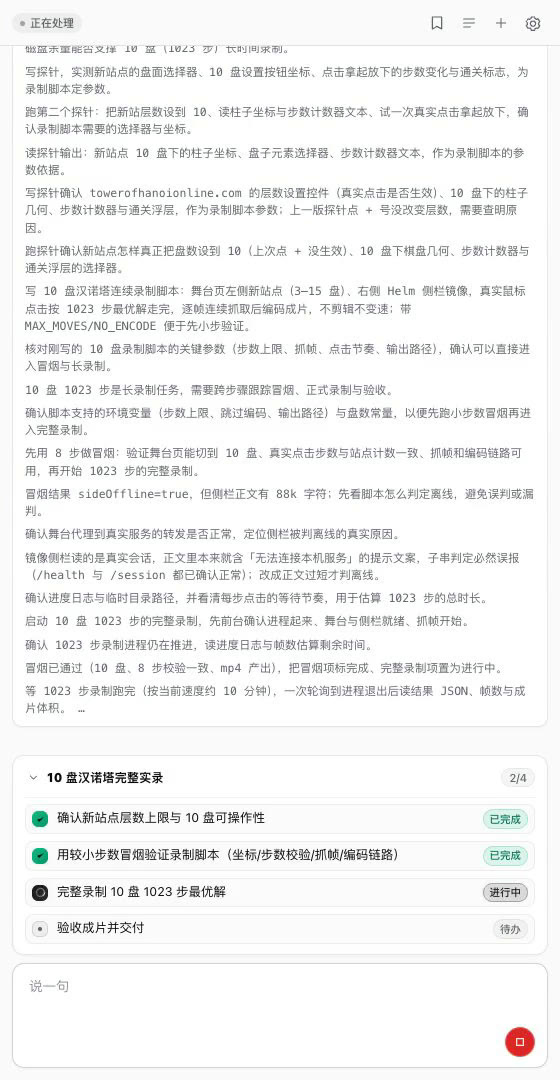 正在处理
磁盘余量能否支撑 10 盘（1023 步）长时间录制。
写探针，实测新站点的盘面选择器、10 盘设置按钮坐标、点击拿起放下的步数变化与通关标志，为
录制脚本定参数。
跑第二个探针：把新站层数设到 10、读柱子坐标与步数计数器文本、试一次真实点击拿起放下，确
认录制脚本需要的选择器与坐标。
读探针输出：新站点 10 盘下的柱子坐标、盘子元素选择器、步数计数器文本，作为录制脚本的参
数依据。
写探针确认 towerofhanoionline.com 的层数设置控件（真实点击是否生效）、10 盘下的柱子
几何、步数计数器与通关浮层，作为录制脚本参数；上一版探针点 + 号没改变层数，需要查明原
因。
跑探针确认新站点怎样真正把盘数设到 10（上次点 + 没生效）、10 盘下棋盘几何、步数计数器与
通关浮层的选择器。
写 10 盘汉诺塔连续录制脚本：舞台页左侧新站点（3—15 盘）、右侧 Helm 侧栏镜像，真实鼠标
点击按 1023 步最优解走完，逐帧连续抓取后编码成片，不剪辑不变速；带
MAX_MOVES/NO_ENCODE 便于先小步验证。
核对刚写的 10 盘录制脚本的关键参数（步数上限、抓帧、点击节奏、输出路径），确认可以直接进
入冒烟与长录制。
10 盘 1023 步是长录制任务，需要跨步骤跟踪冒烟、正式录制与验收。
确认脚本支持的环境变量（步数上限、跳过编码、输出路径）与盘数常量，以便先跑小步数冒烟再进
入完整录制。
先用 8 步做冒烟：验证舞台页能切到 10 盘、真实点击步数与站点计数一致、抓帧和编码链路可
用，再开始 1023 步的完整录制。
冒烟结果 sideOffline=true，但侧栏正文有 88k 字符；先看脚本怎么判定离线，避免误判或漏
判。
确认舞台代理到真实服务的转发是否正常，定位侧栏被判离线的真实原因。
镜像侧栏读的是真实会话，正文里本来就含「无法连接本机服务」的提示文案，子串判定必然误报
（/health 与 /session 都已确认正常）；改成正文过短才判离线。
确认进度日志与临时目录路径，并看清每步点击的等待节奏，用于估算 1023 步的总时长。
启动 10 盘 1023 步的完整录制，先前台确认进程起来、舞台与侧栏就绪、抓帧开始。
确认 1023 步录制进程仍在推进，读进度日志与帧数估算剩余时间。
冒烟已通过（10 盘、8 步校验一致、mp4 产出），把冒烟项标完成、完整录制项置为进行中。
等 1023 步录制跑完（按当前速度约 10 分钟），一次轮询到进程退出后读结果 JSON、帧数与成
片体积。 …
10 盘汉诺塔完整实录
2/4
确认新站点层数上限与 10 盘可操作性
已完成
用较小步数冒烟验证录制脚本（坐标/步数校验/抓帧/编码链路）
已完成
完整录制 10 盘 1023 步最优解
进行中
验收成片并交付
待办
说一句